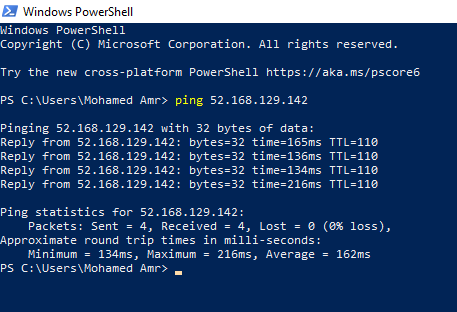 Windows PowerShell
Windows PowerShell
Copyright (C) Microsoft Corporation. All rights reserved.
Try the new cross-platform PowerShell https://aka.ms/pscore6
PS C:\Users\Mohamed Amr> ping 52.168.129.142
Pinging 52.168.129.142 with 32 bytes of data:
Reply from 52.168.129.142: bytes=32 time=165ms TTL=110
Reply from 52.168.129.142: bytes=32 time=136ms TTL=110
Reply from 52.168.129.142: bytes=32 time=134ms TTL=110
Reply from 52.168.129.142: bytes=32 time=216ms TTL=110
Ping statistics for 52.168.129.142:
    Packets: Sent = 4, Received = 4, Lost = 0 (0% loss),
Approximate round trip times in milli-seconds:
    Minimum = 134ms, Maximum = 216ms, Average = 162ms
PS C:\Users\Mohamed Amr>